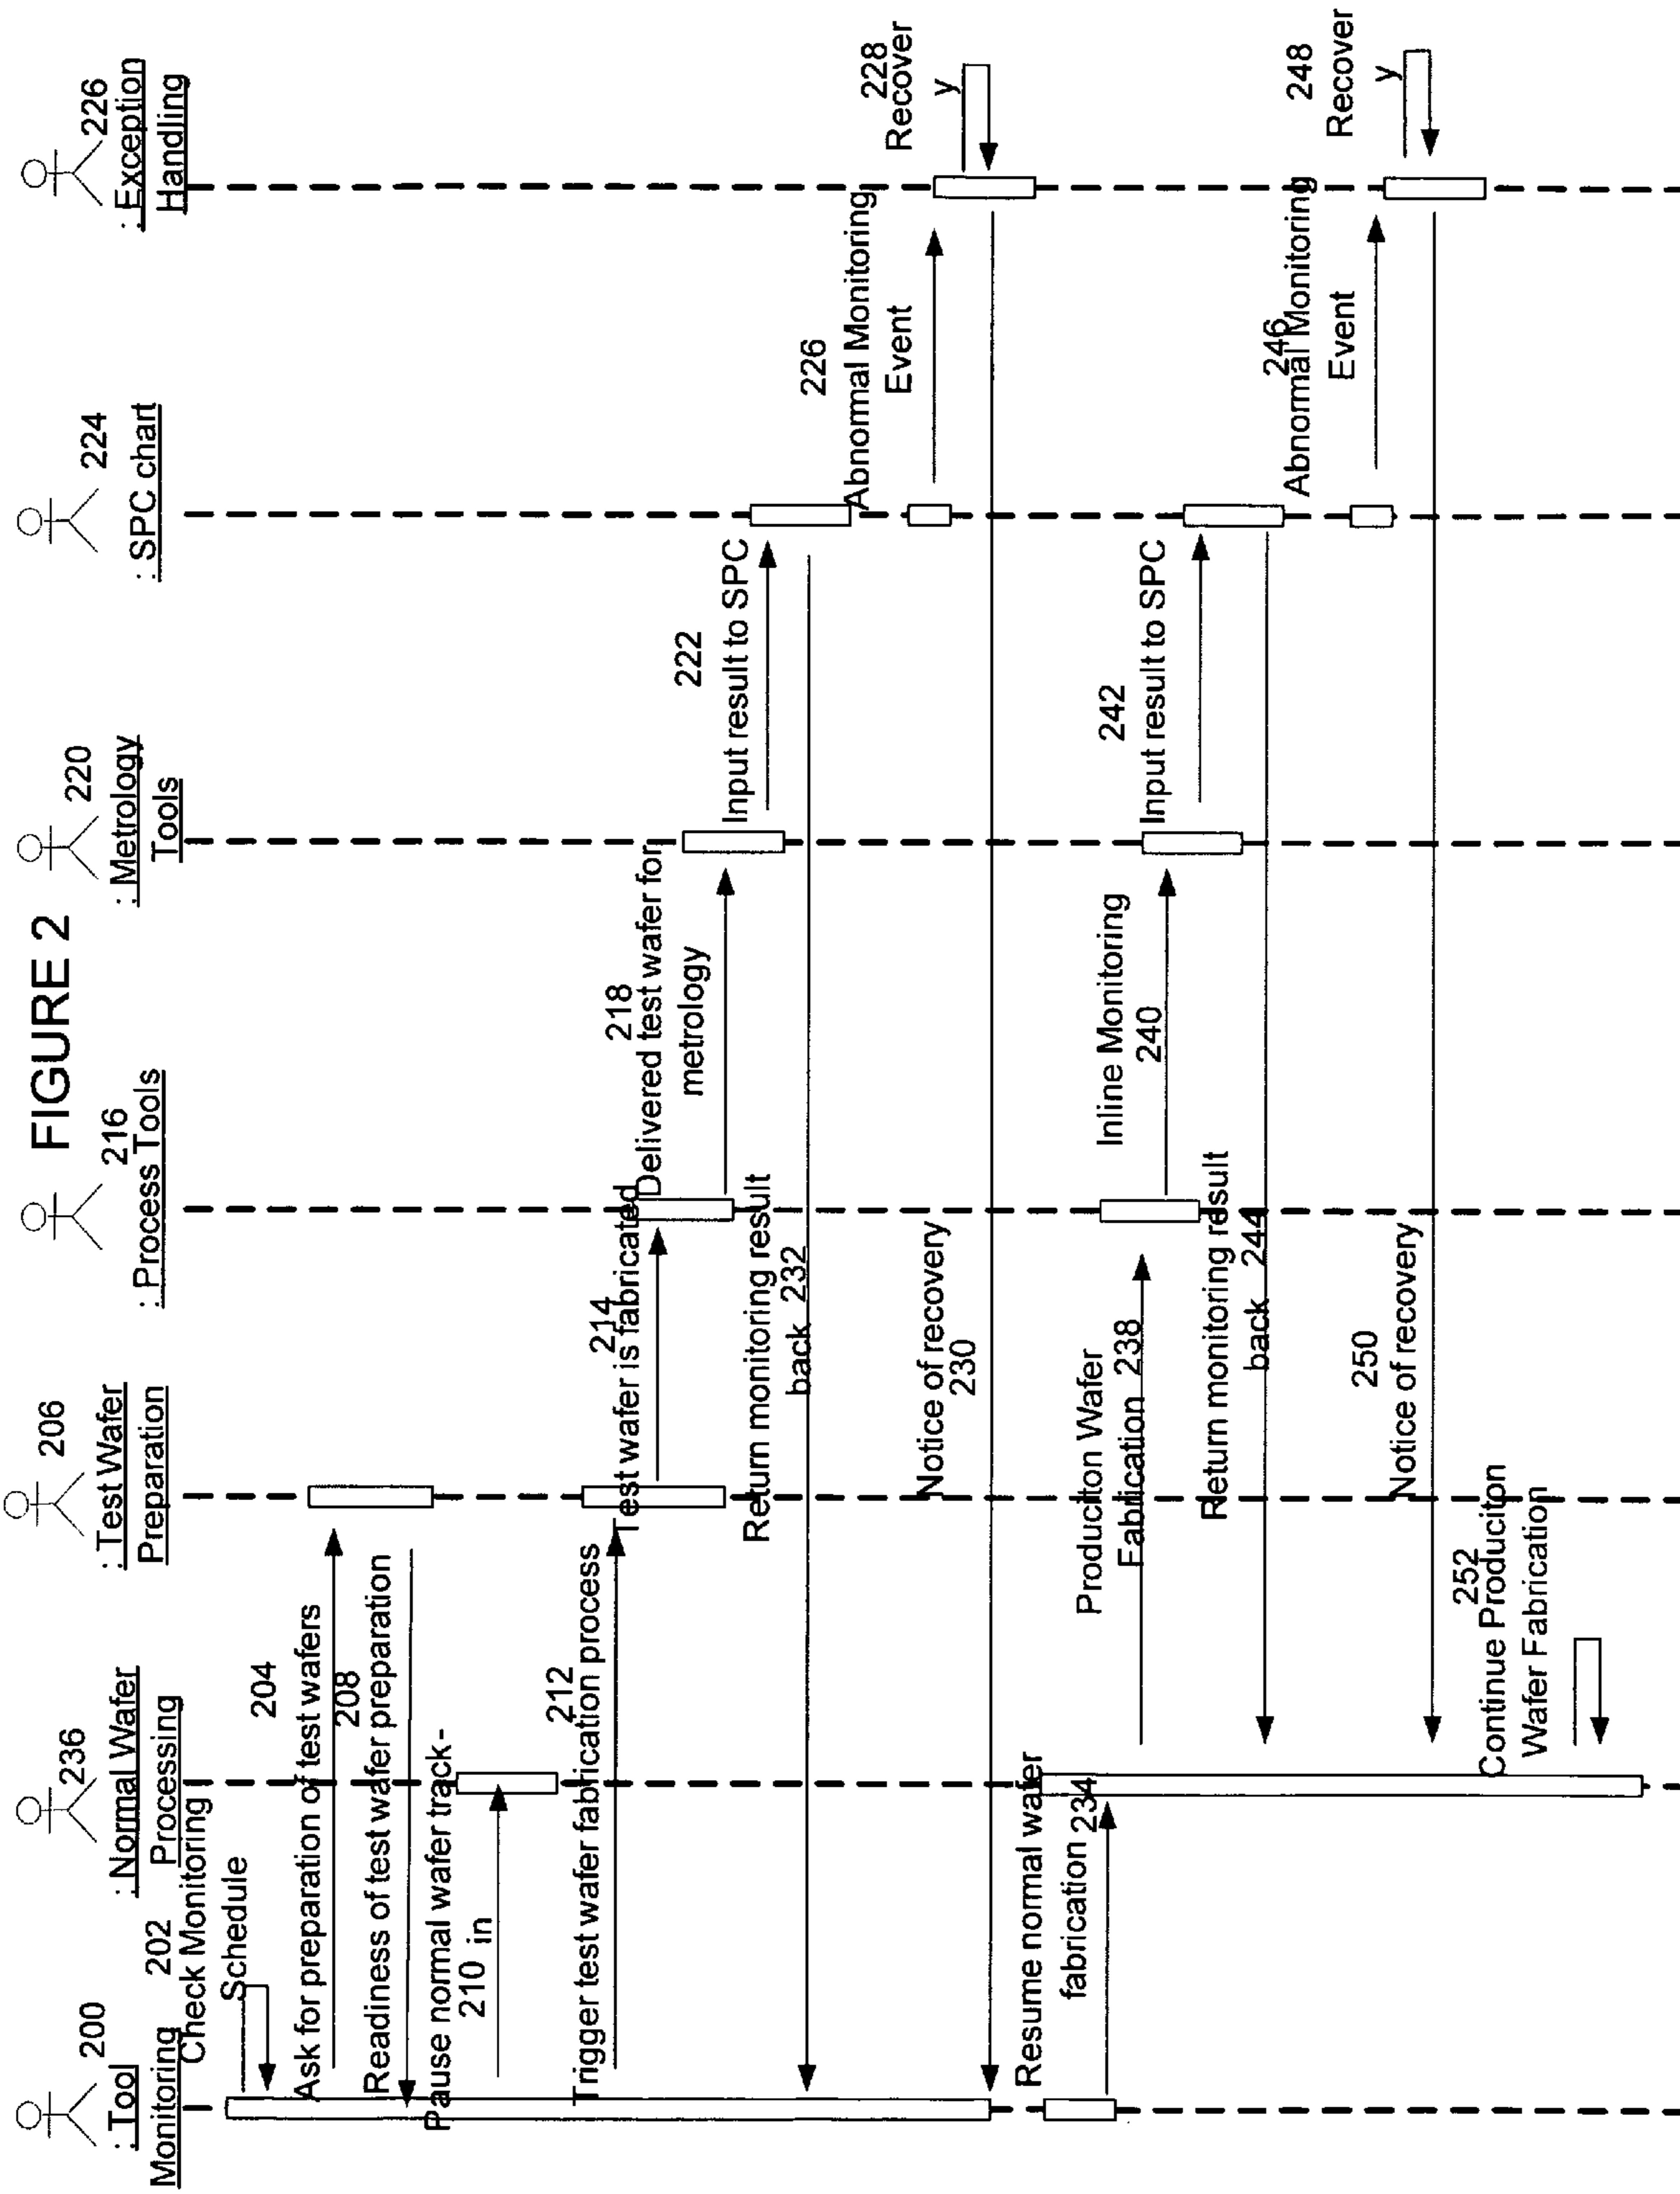 FIGURE 2
200
: Tool
Monitoring
236
: Normal Wafer
Processing
206
: Test Wafer
Preparation
216
: Process Tools
220
: Metrology
Tools
224
: SPC chart
226
: Exception
Handling
202
Check Monitoring
Schedule
204
Ask for preparation of test wafers
208
Readiness of test wafer preparation
Pause normal wafer track-
210 in
212
Trigger test wafer fabrication process
214
Test wafer is fabricated
218
Delivered test wafer for
metrology
222
Input result to SPC
Return monitoring result
back 232
226
Abnormal Monitoring
Event
228
Recover
y
Notice of recovery
230
Resume normal wafer
fabrication 234
Produciton Wafer
Fabrication 238
Inline Monitoring
240
242
Input result to SPC
Return monitoring result
back 244
246
Abnormal Monitoring
Event
248
Recover
y
250
Notice of recovery
252
Continue Produciton
Wafer Fabrication